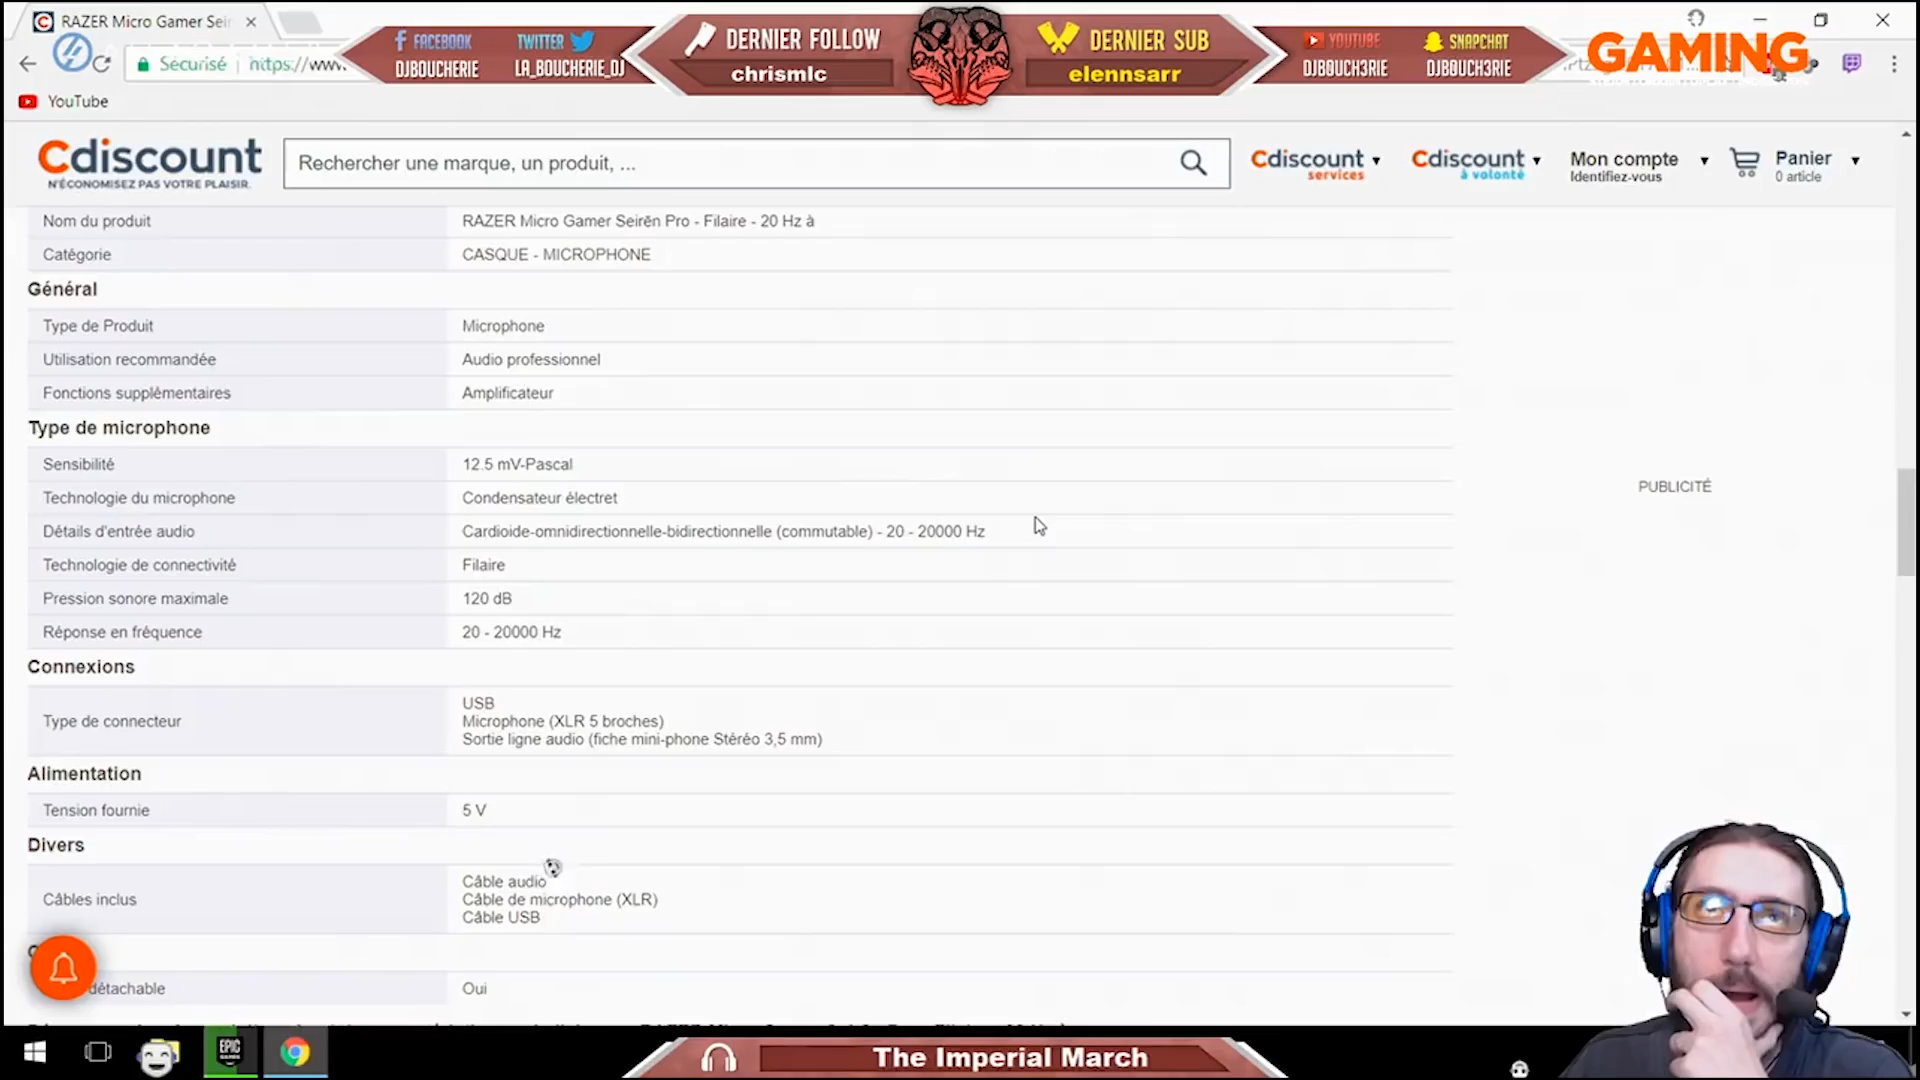 RAZER Micro Gamer Seir
FACEBOOK
DJBOUCHERIE
TWITTER
LA_BOUCHERIE_DJ
DERNIER FOLLOW
chrismlc
DERNIER SUB
elennsarr
YOUTUBE
DJBOUCH3RIE
SNAPCHAT
DJBOUCH3RIE
GAMING
Sécurisé
https://www.
YouTube
Cdiscount
N'ÉCONOMISEZ PAS VOTRE PLAISIR.
Rechercher une marque, un produit, ...
Cdiscount
services
Cdiscount
à volonté
Mon compte
Identifiez-vous
Panier
0 article
Nom du produit
RAZER Micro Gamer Seirēn Pro - Filaire - 20 Hz à
Catégorie
CASQUE - MICROPHONE
Général
Type de Produit
Microphone
Utilisation recommandée
Audio professionnel
Fonctions supplémentaires
Amplificateur
Type de microphone
Sensibilité
12.5 mV-Pascal
Technologie du microphone
Condensateur électret
Détails d'entrée audio
Cardioide-omnidirectionnelle-bidirectionnelle (commutable) - 20 - 20000 Hz
Technologie de connectivité
Filaire
Pression sonore maximale
120 dB
Réponse en fréquence
20 - 20000 Hz
PUBLICITÉ
Connexions
Type de connecteur
USB
Microphone (XLR 5 broches)
Sortie ligne audio (fiche mini-phone Stéréo 3,5 mm)
Alimentation
Tension fournie
5 V
Divers
Câbles inclus
Câble audio
Câble de microphone (XLR)
Câble USB
détachable
Oui
EPIC
GAMES
The Imperial March